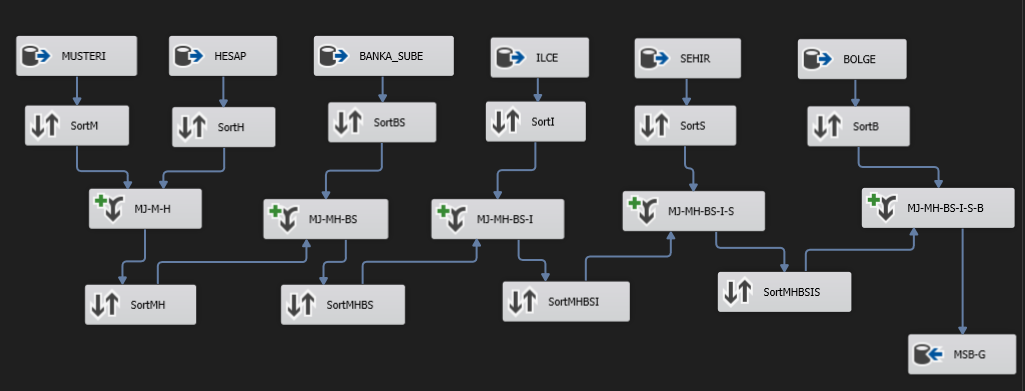 MUSTERI
HESAP
BANKA_SUBE
ILCE
SEHIR
BOLGE
SortM
SortH
SortBS
SortI
SortS
SortB
MJ-M-H
MJ-MH-BS
MJ-MH-BS-I
MJ-MH-BS-I-S
MJ-MH-BS-I-S-B
SortMH
SortMHBS
SortMHBSI
SortMHBSIS
MSB-G